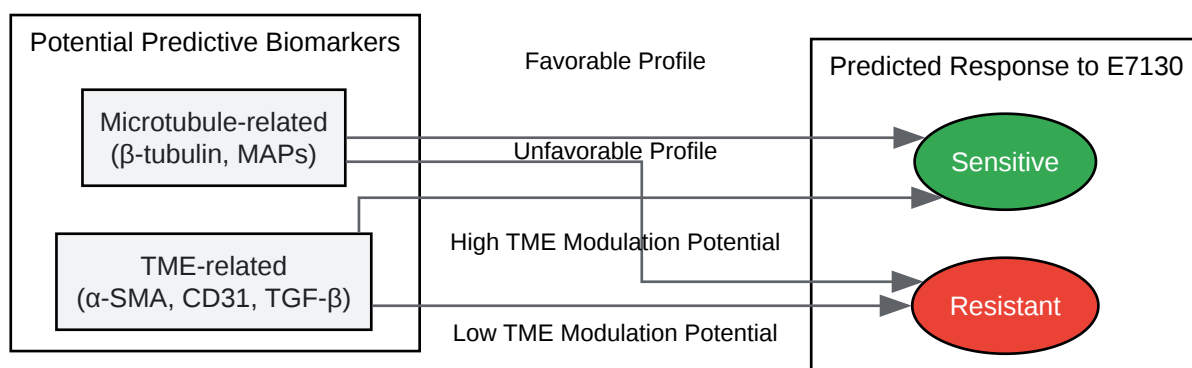 Potential Predictive Biomarkers
Microtubule-related
(β-tubulin, MAPs)
TME-related
(α-SMA, CD31, TGF-β)
Favorable Profile
Unfavorable Profile
High TME Modulation Potential
Low TME Modulation Potential
Predicted Response to E7130
Sensitive
Resistant